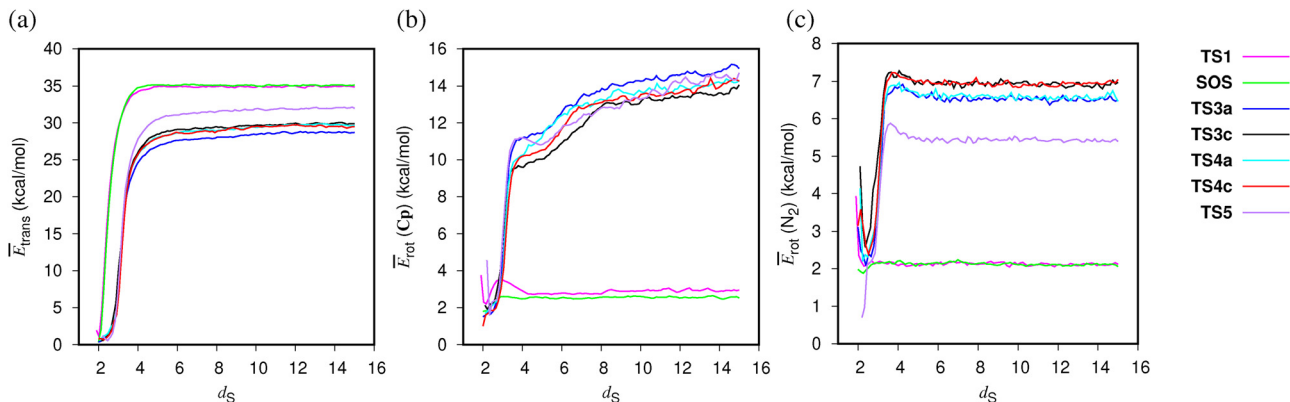 (a)
40
35
30
25
20
15
10
5
0
2 4 6 8 10 12 14 16
E̅trans (kcal/mol)
dS
(b)
16
14
12
10
8
6
4
2
0
2 4 6 8 10 12 14 16
E̅rot (Cp) (kcal/mol)
dS
(c)
8
7
6
5
4
3
2
1
0
2 4 6 8 10 12 14 16
E̅rot (N2) (kcal/mol)
dS
TS1
SOS
TS3a
TS3c
TS4a
TS4c
TS5